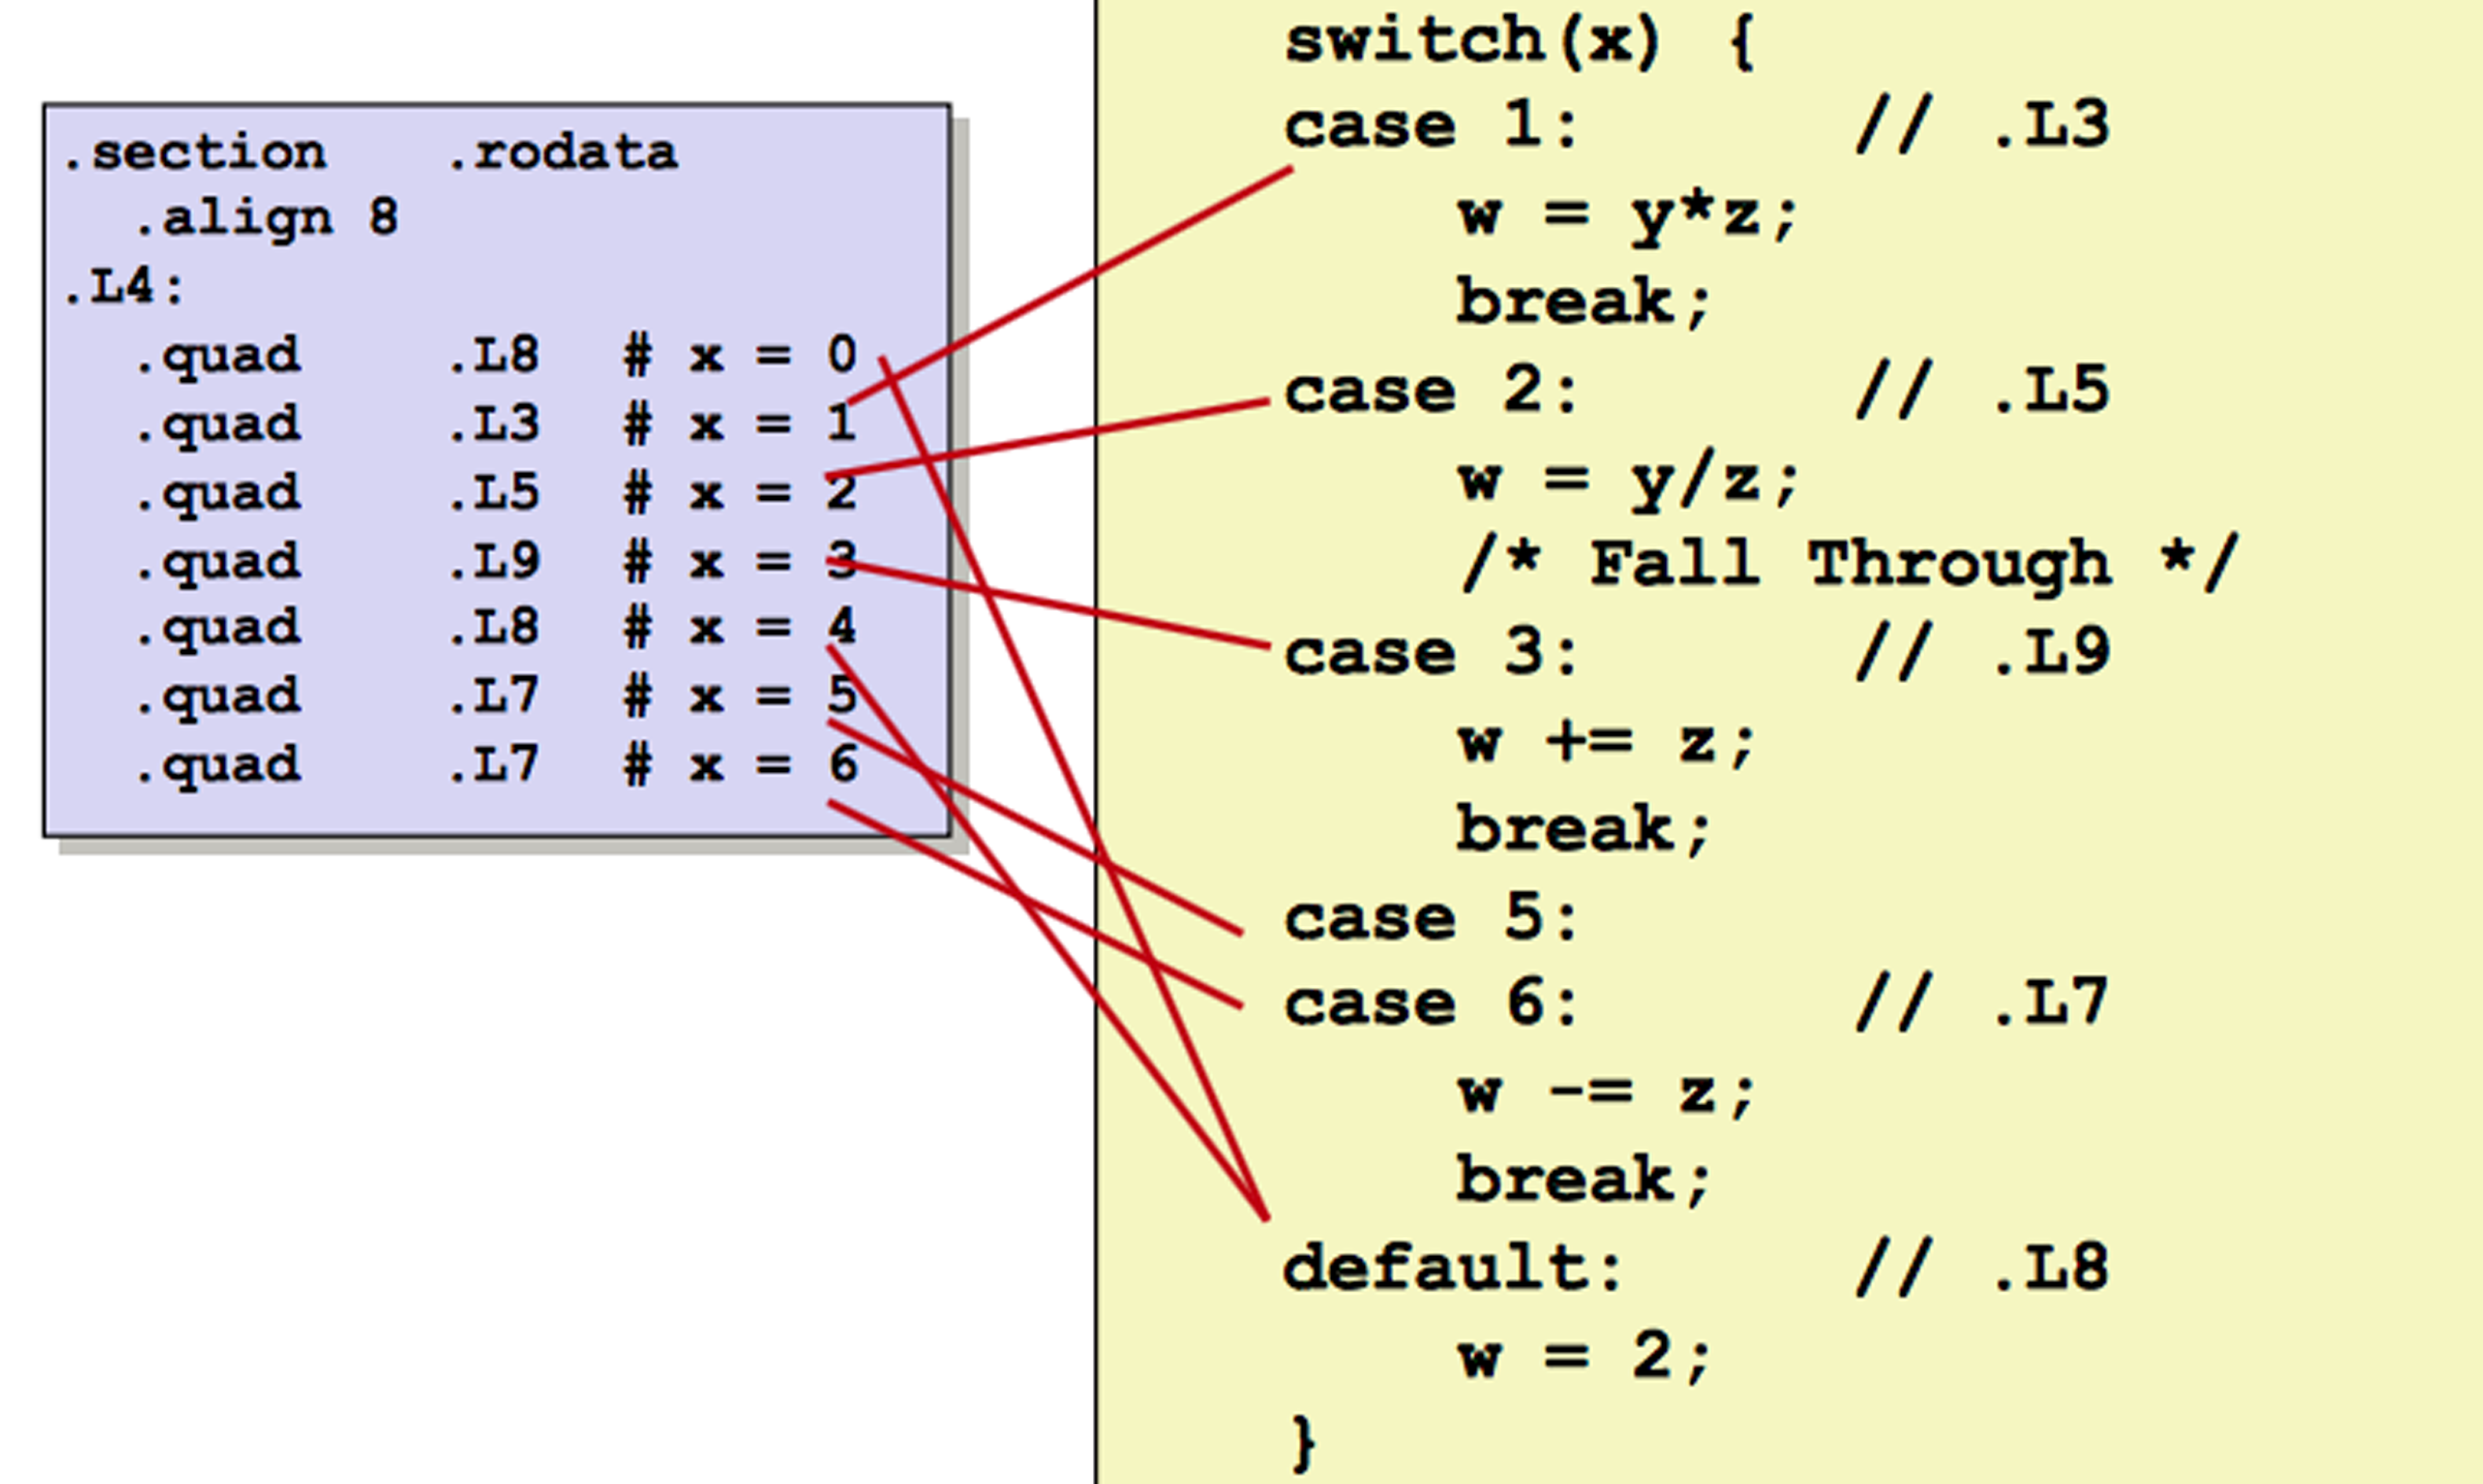 .section .rodata
.align 8
.L4:
.quad .L8 # x = 0
.quad .L3 # x = 1
.quad .L5 # x = 2
.quad .L9 # x = 3
.quad .L8 # x = 4
.quad .L7 # x = 5
.quad .L7 # x = 6
switch(x) {
case 1: // .L3
w = y*z;
break;
case 2: // .L5
w = y/z;
/* Fall Through */
case 3: // .L9
w += z;
break;
case 5:
case 6: // .L7
w -= z;
break;
default: // .L8
w = 2;
}